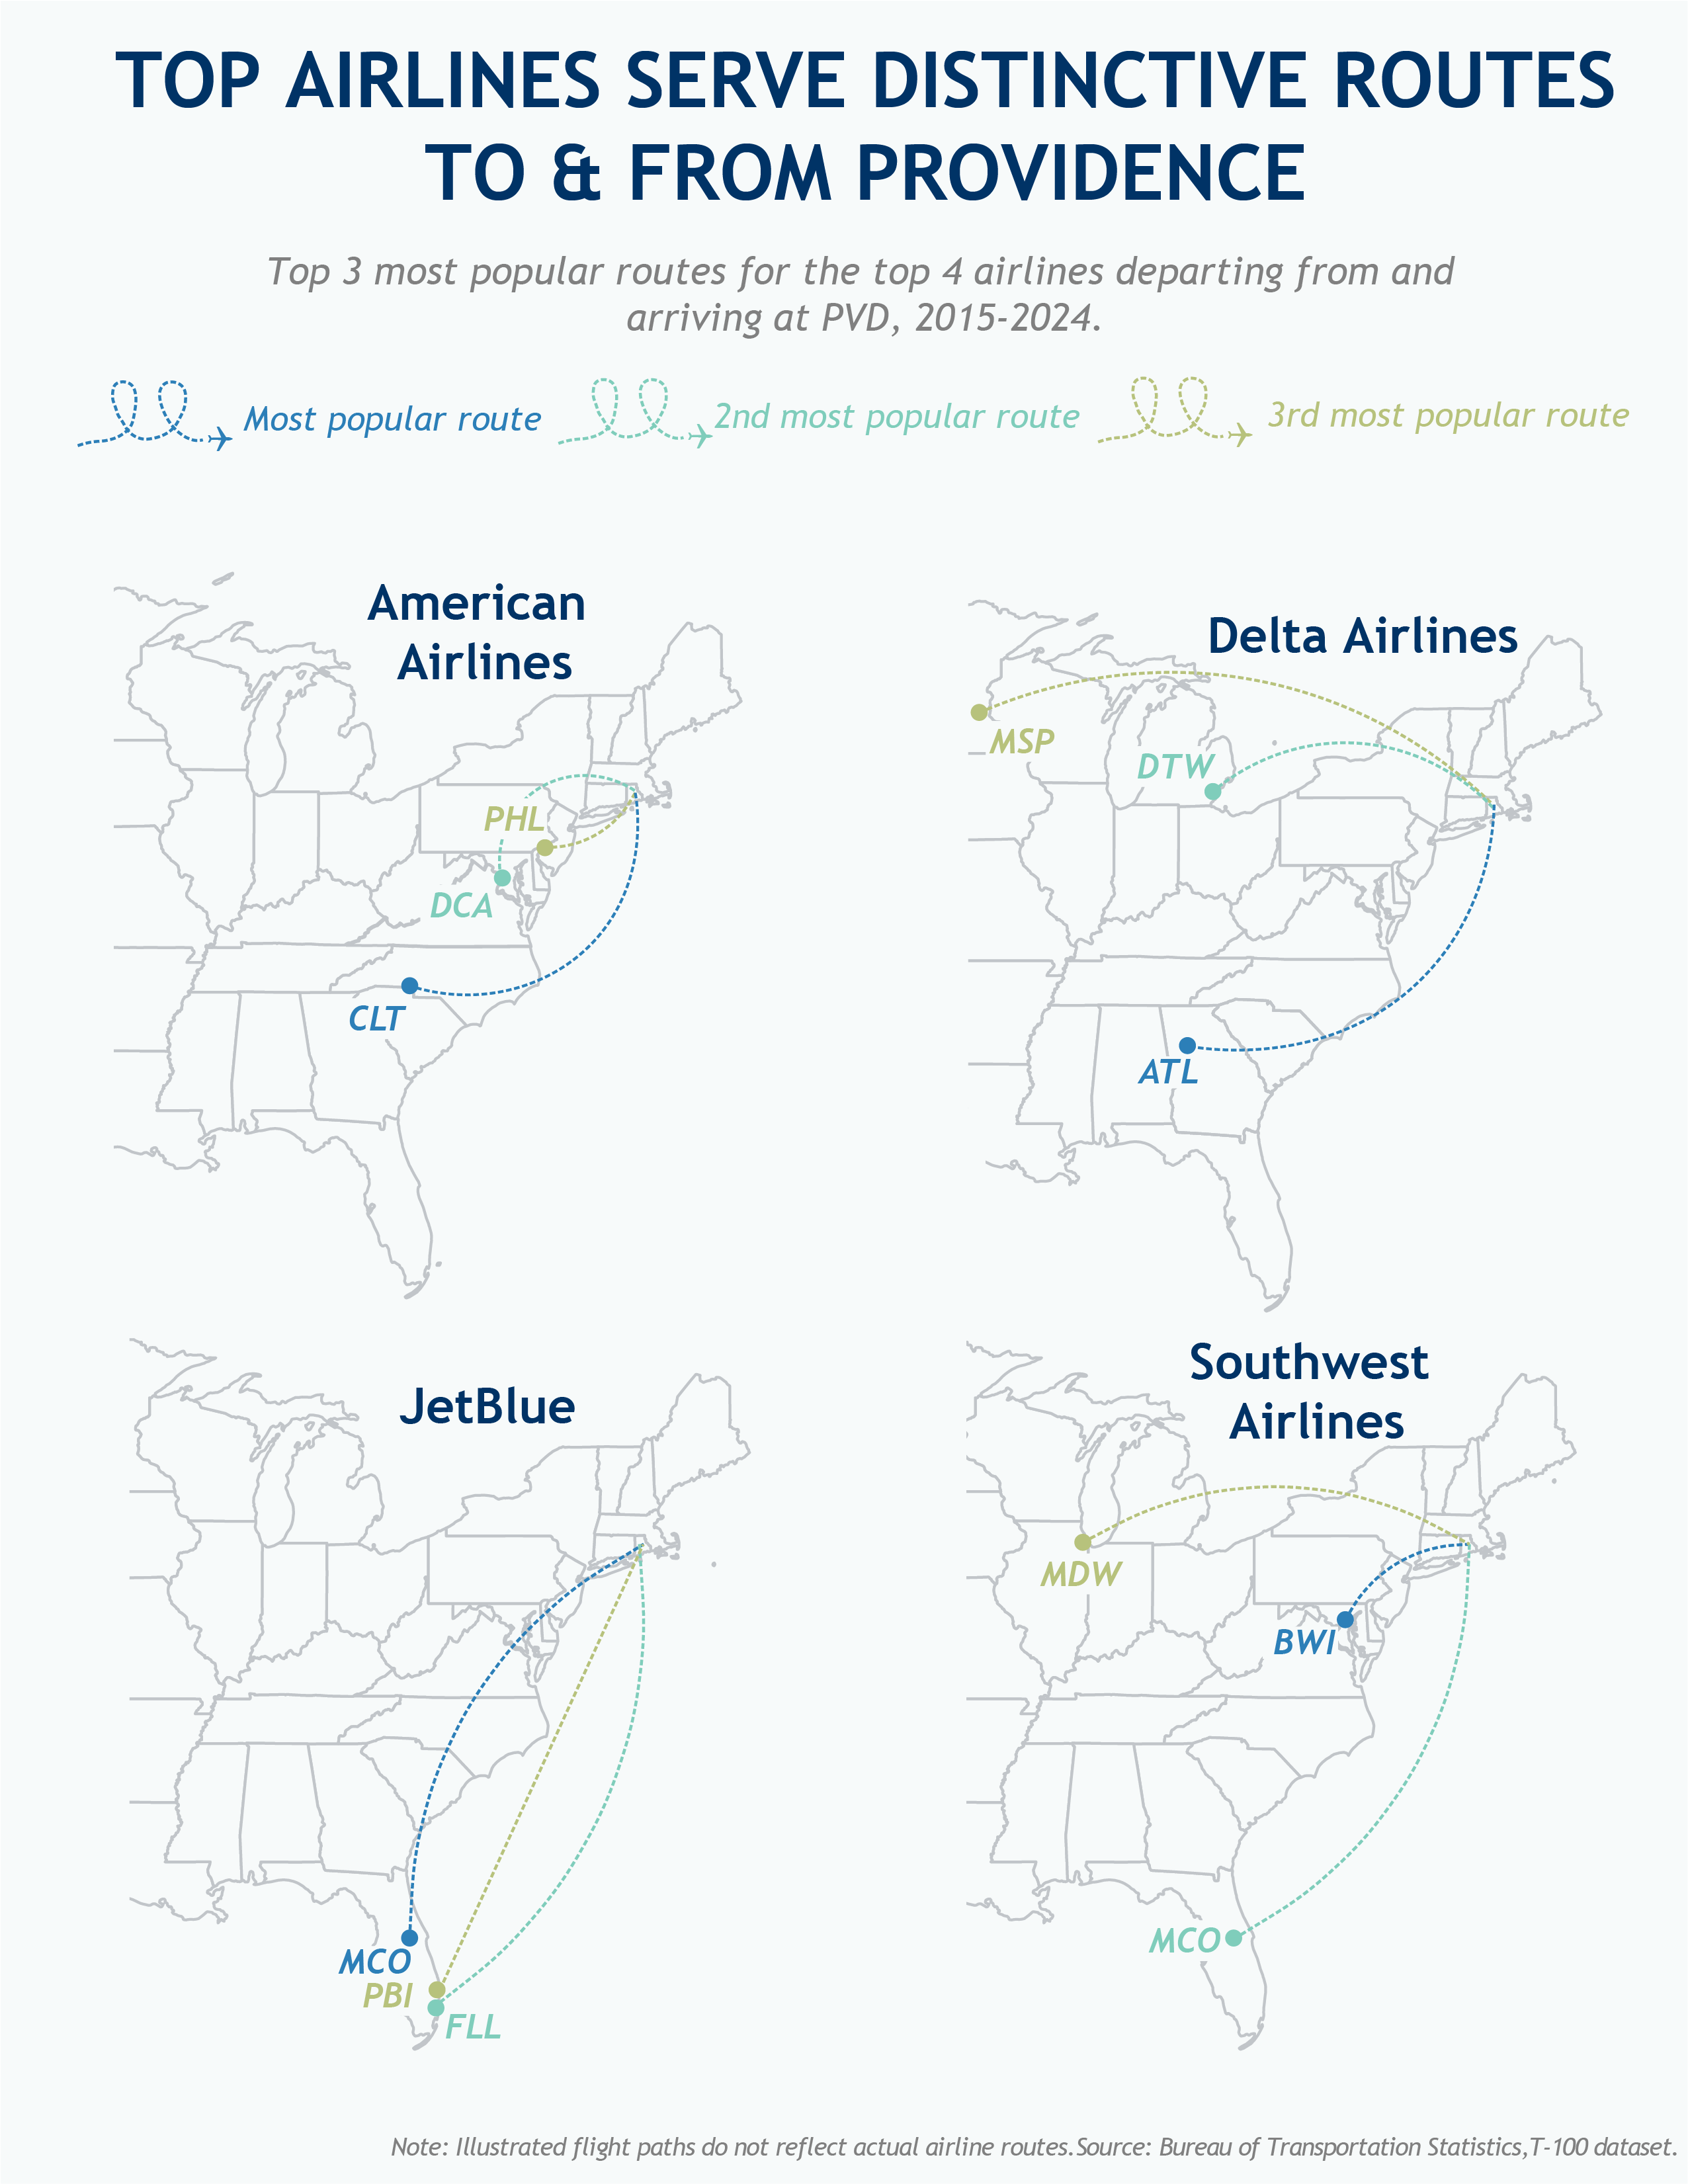 TOP AIRLINES SERVE DISTINCTIVE ROUTES
TO & FROM PROVIDENCE
Top 3 most popular routes for the top 4 airlines departing from and
arriving at PVD, 2015-2024.
Most popular route
2nd most popular route
3rd most popular route
American
Airlines
PHL
DCA
CLT
Delta Airlines
MSP
DTW
ATL
JetBlue
MCO
PBI
FLL
Southwest
Airlines
MDW
BWI
MCO
Note: Illustrated flight paths do not reflect actual airline routes.Source: Bureau of Transportation Statistics,T-100 dataset.